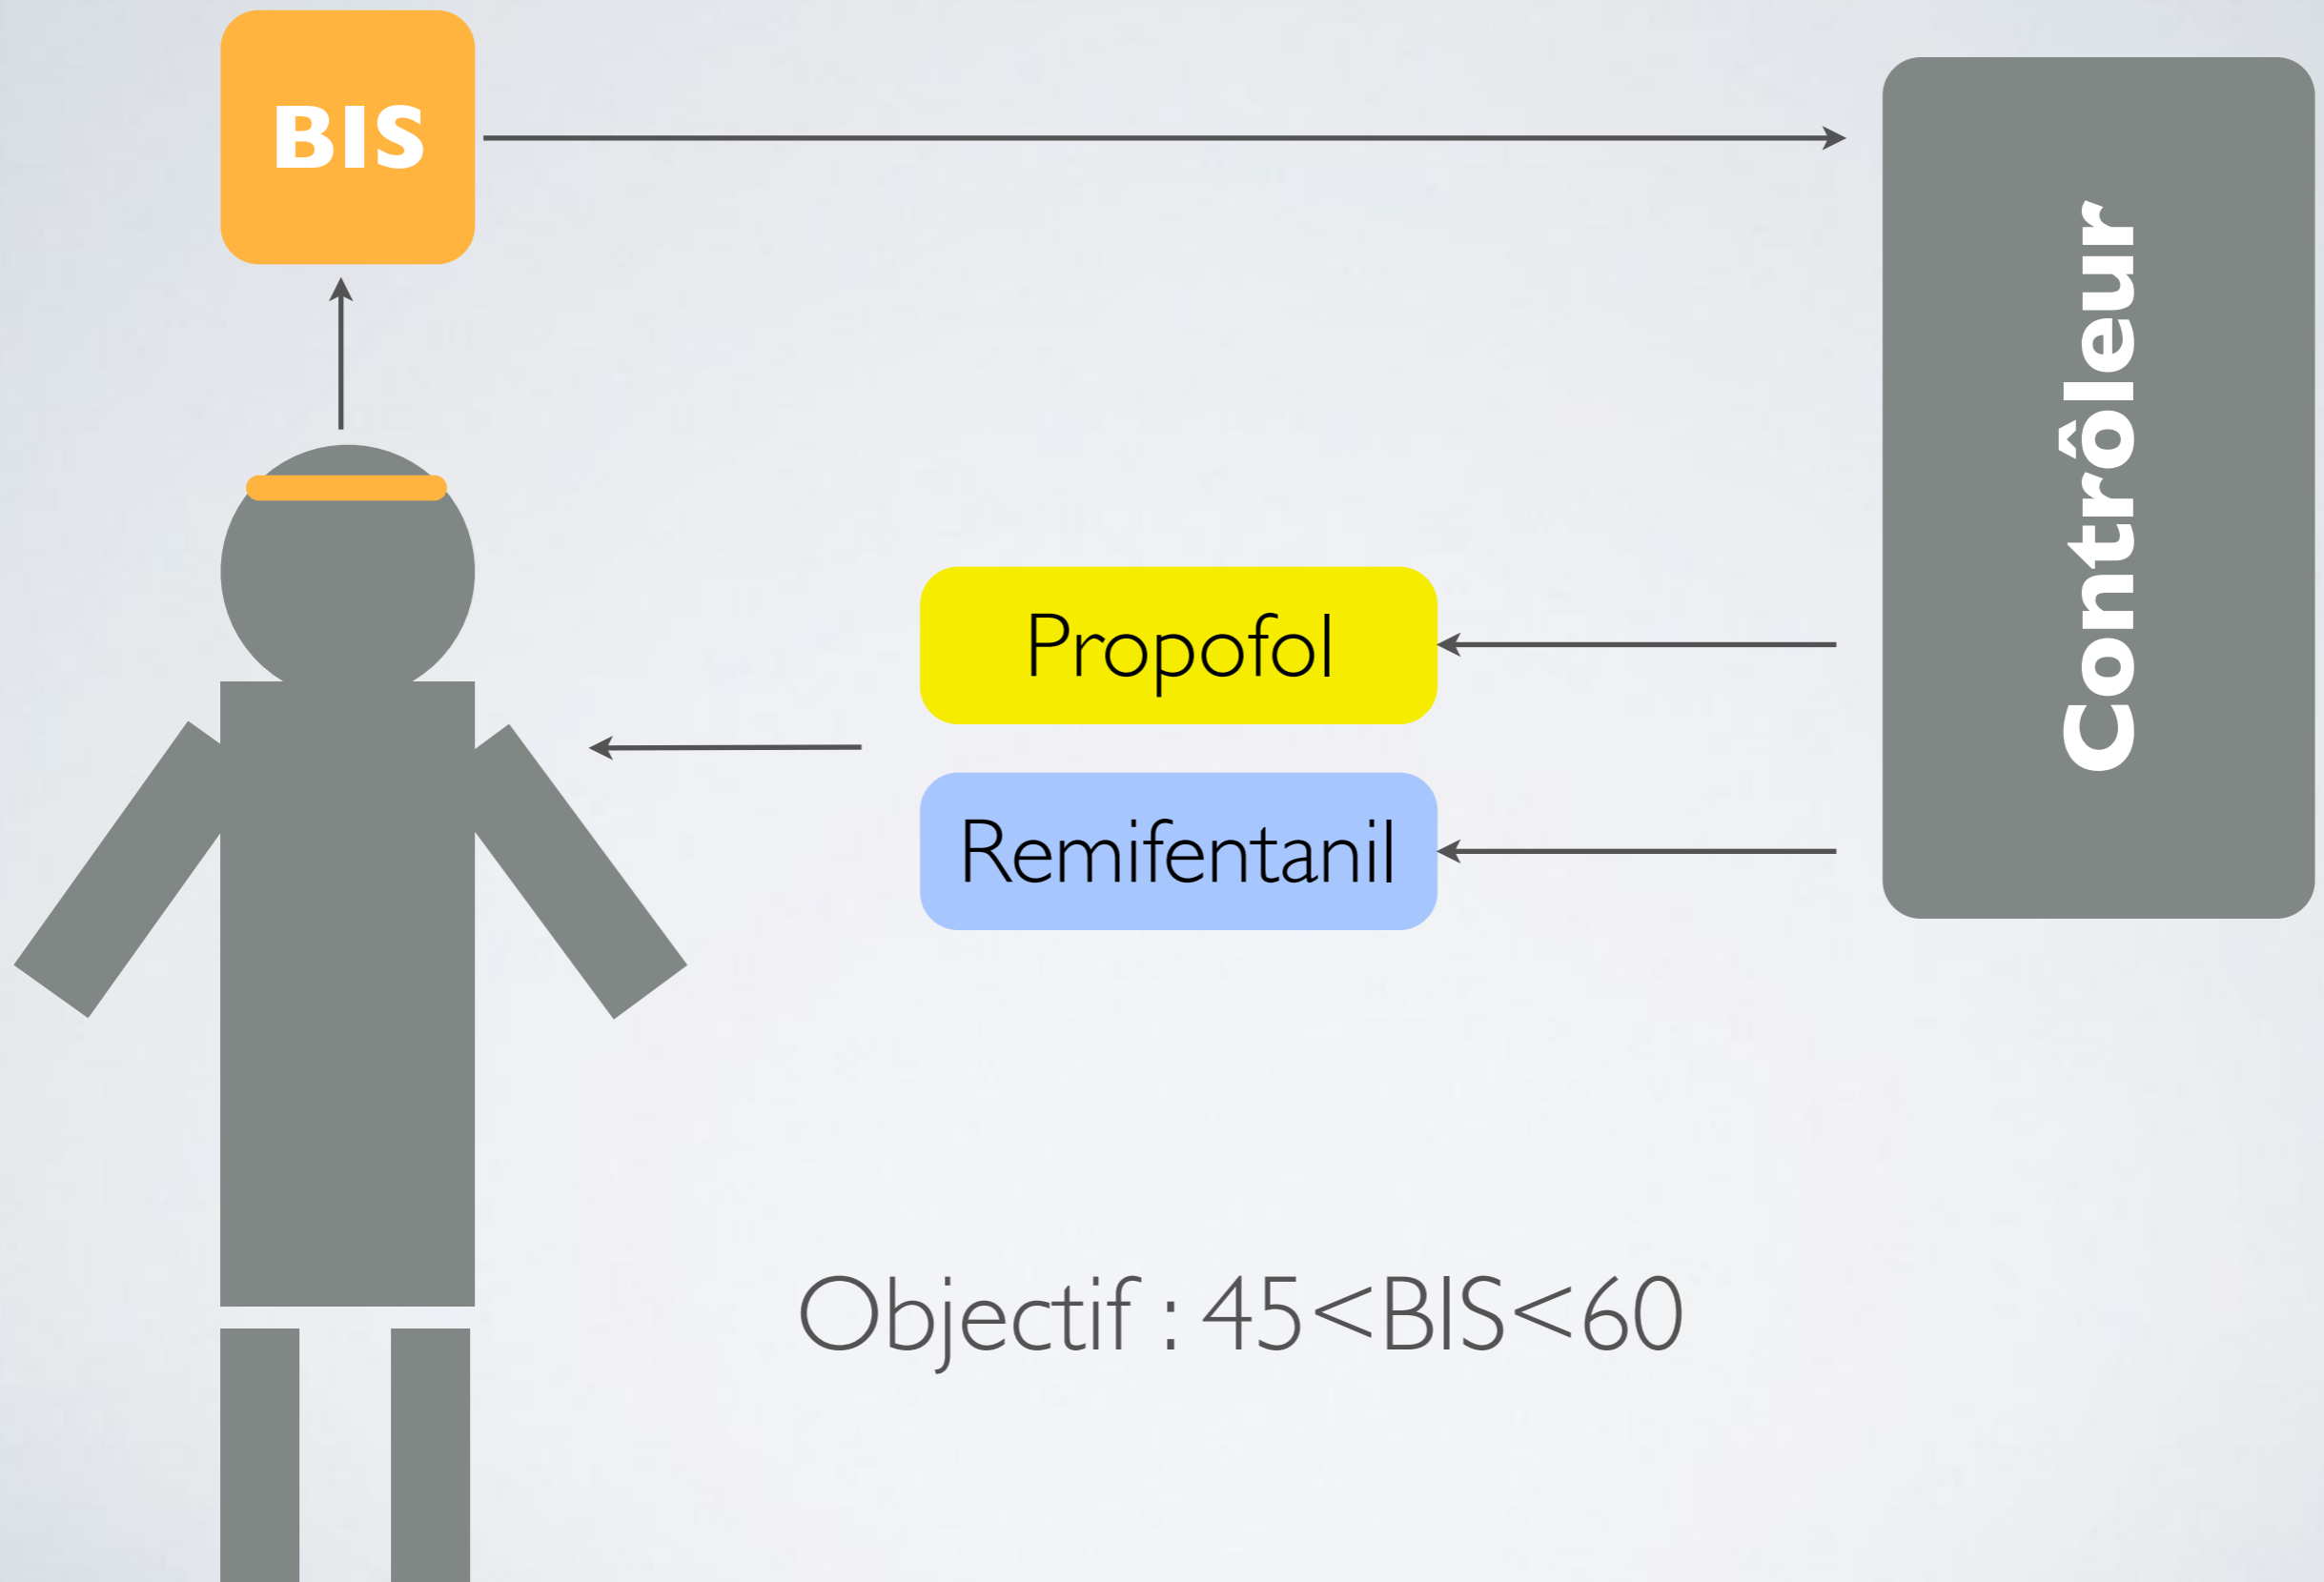 BIS
Contrôleur
Propofol
Remifentanil
Objectif : 45<BIS<60